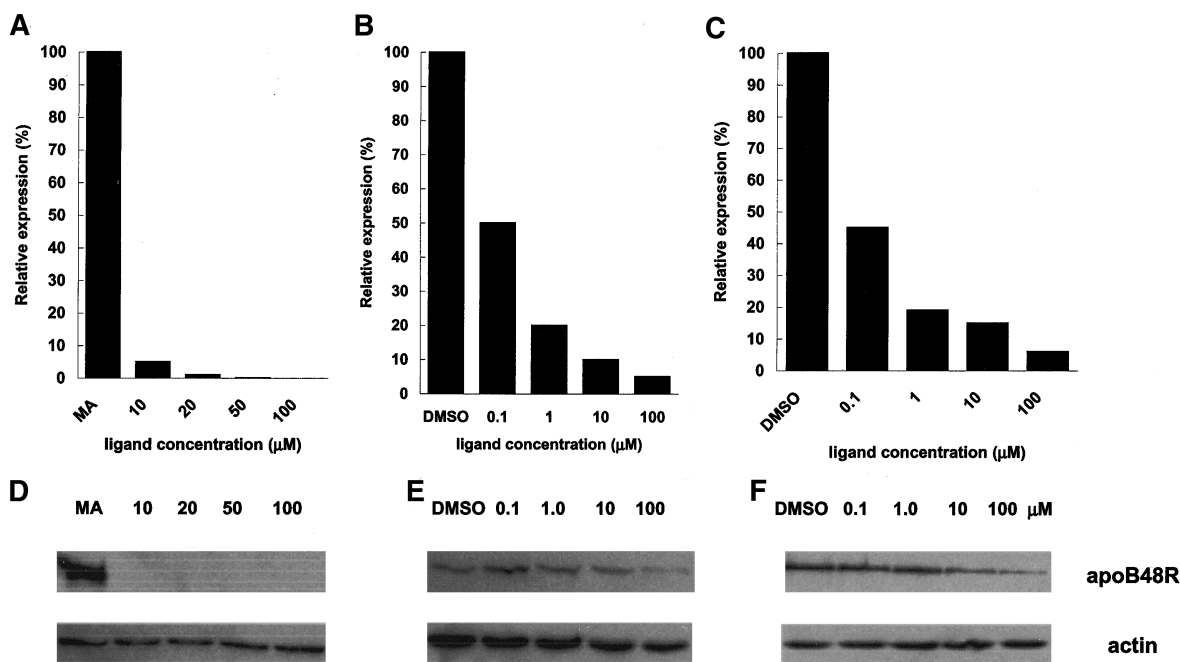 A
B
C
100
90
80
70
60
50
40
30
20
10
0
Relative expression (%)
MA 10 20 50 100
ligand concentration (µM)
100
90
80
70
60
50
40
30
20
10
0
Relative expression (%)
DMSO 0.1 1 10 100
ligand concentration (µM)
100
90
80
70
60
50
40
30
20
10
0
Relative expression (%)
DMSO 0.1 1 10 100
ligand concentration (µM)
D
MA 10 20 50 100
E
DMSO 0.1 1.0 10 100
F
DMSO 0.1 1.0 10 100 µM
apoB48R
actin